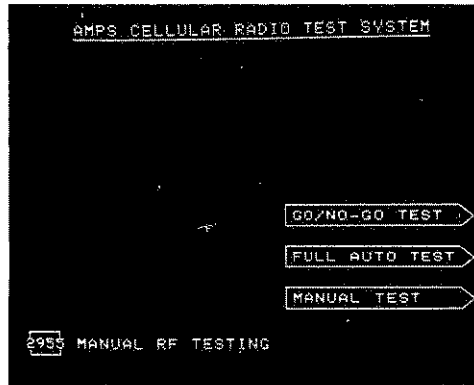 AMPS CELLULAR RADIO TEST SYSTEM
GO/NO-GO TEST
FULL AUTO TEST
MANUAL TEST
2955 MANUAL RF TESTING